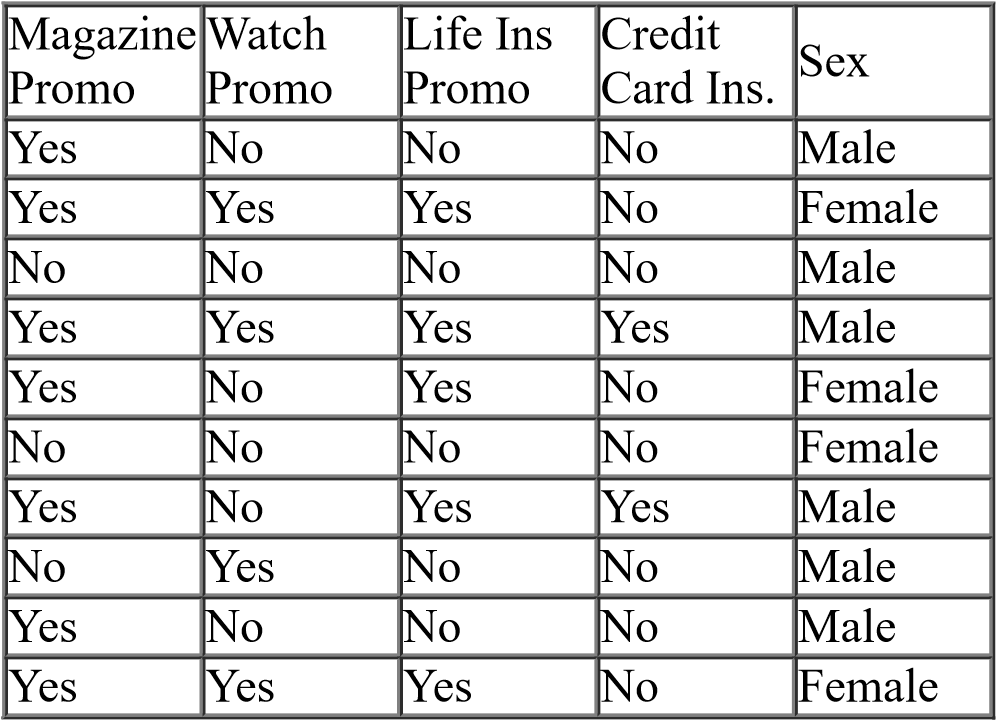 Magazine Promo Watch Promo Life Ins Promo Credit Card Ins. Sex
Yes No No No Male
Yes Yes Yes No Female
No No No No Male
Yes Yes Yes Yes Male
Yes No Yes No Female
No No No No Female
Yes No Yes Yes Male
No Yes No No Male
Yes No No No Male
Yes Yes Yes No Female